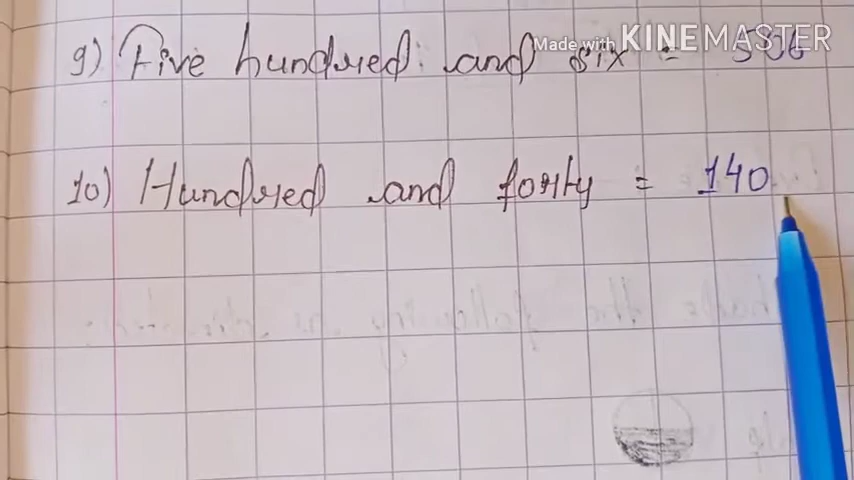 Made with KINEMASTER
9) Five hundred and six = 506
10) Hundred and forty = 140